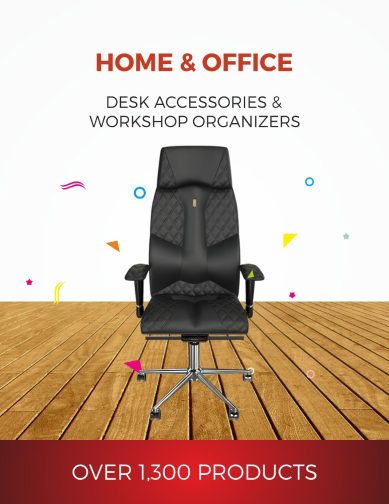 HOME & OFFICE
DESK ACCESSORIES &
WORKSHOP ORGANIZERS
OVER 1,300 PRODUCTS